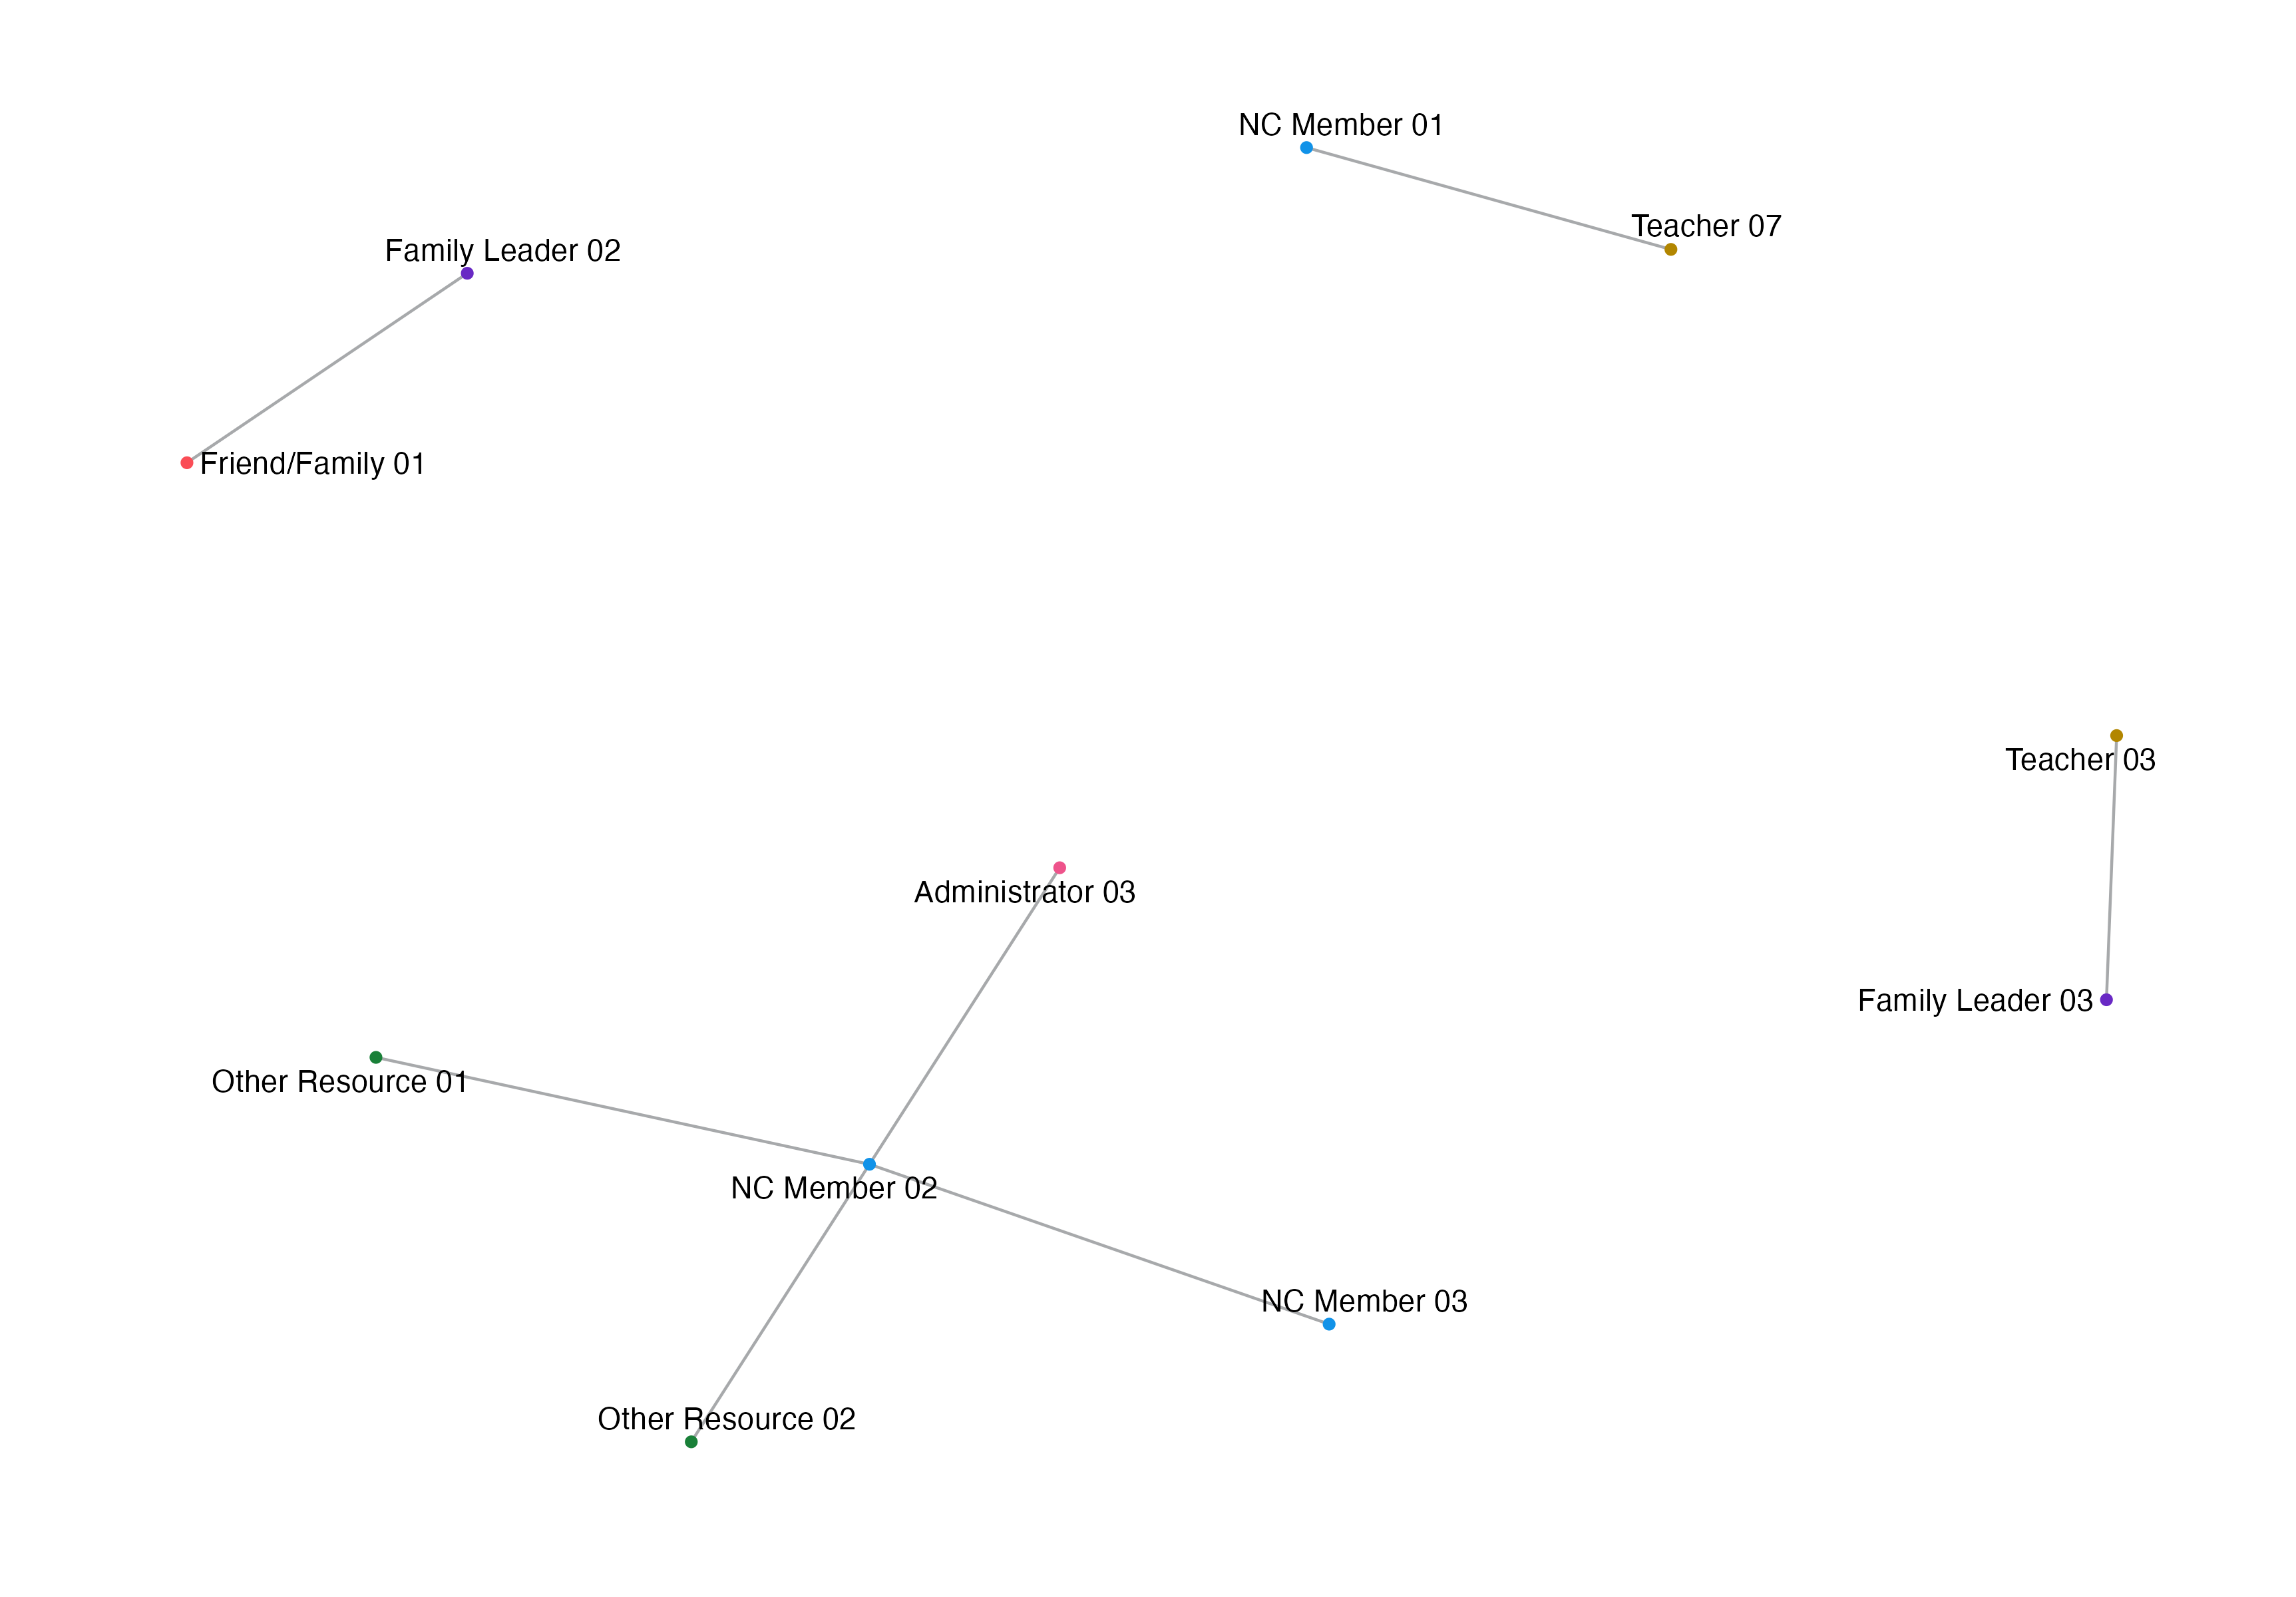 NC Member 01
Teacher 07
Family Leader 02
Friend/Family 01
Teacher 03
Administrator 03
Family Leader 03
Other Resource 01
NC Member 02
NC Member 03
Other Resource 02